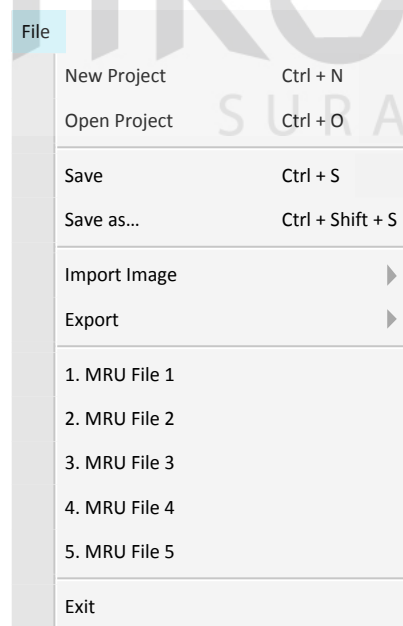 File
New Project Ctrl + N
Open Project Ctrl + O
Save Ctrl + S
Save as... Ctrl + Shift + S
Import Image
Export
1. MRU File 1
2. MRU File 2
3. MRU File 3
4. MRU File 4
5. MRU File 5
Exit